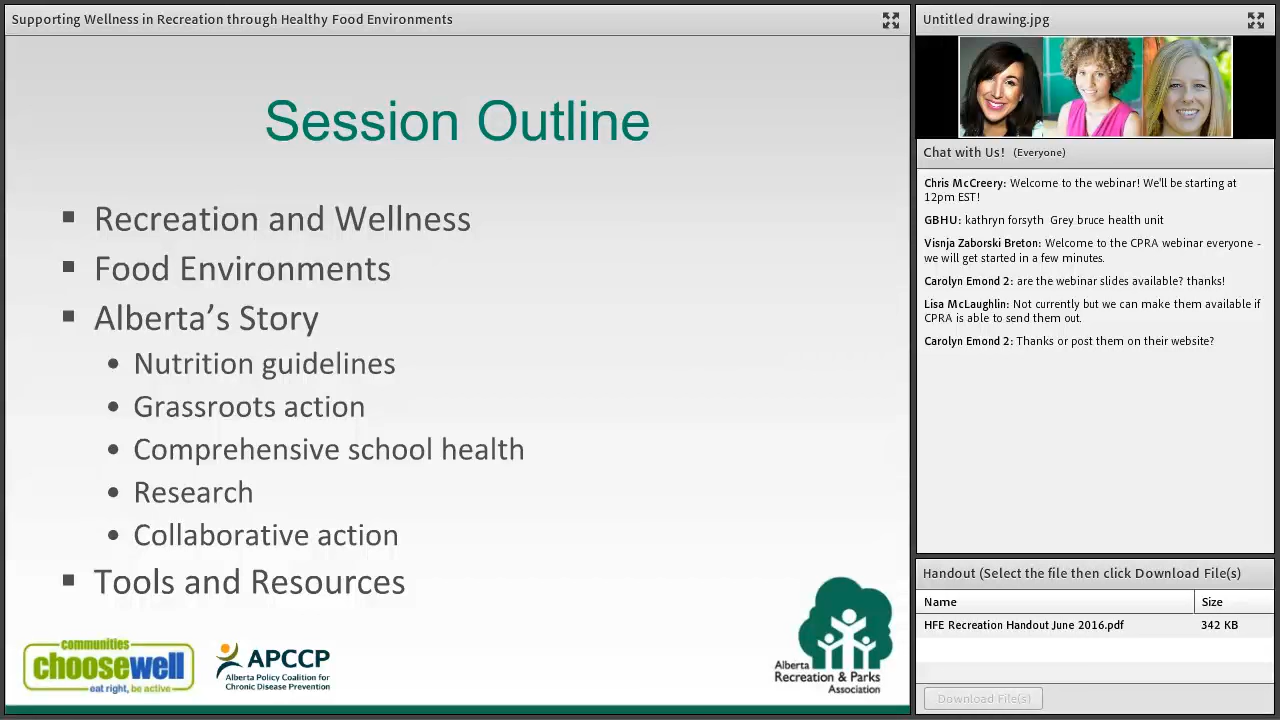 Supporting Wellness in Recreation through Healthy Food Environments
Session Outline
Recreation and Wellness
Food Environments
Alberta’s Story
Nutrition guidelines
Grassroots action
Comprehensive school health
Research
Collaborative action
Tools and Resources
communities
choosewell
eat right, be active
APCCP
Alberta Policy Coalition for
Chronic Disease Prevention
Alberta
Recreation & Parks
Association
Untitled drawing.jpg
Chat with Us! (Everyone)
Chris McCreery: Welcome to the webinar! We'll be starting at
12pm EST!
GBHU: kathryn forsyth Grey bruce health unit
Visnja Zaborski Breton: Welcome to the CPRA webinar everyone -
we will get started in a few minutes.
Carolyn Emond 2: are the webinar slides available? thanks!
Lisa McLaughlin: Not currently but we can make them available if
CPRA is able to send them out.
Carolyn Emond 2: Thanks or post them on their website?
Handout (Select the file then click Download File(s)
Name Size
HFE Recreation Handout June 2016.pdf 342 KB
Download File(s)